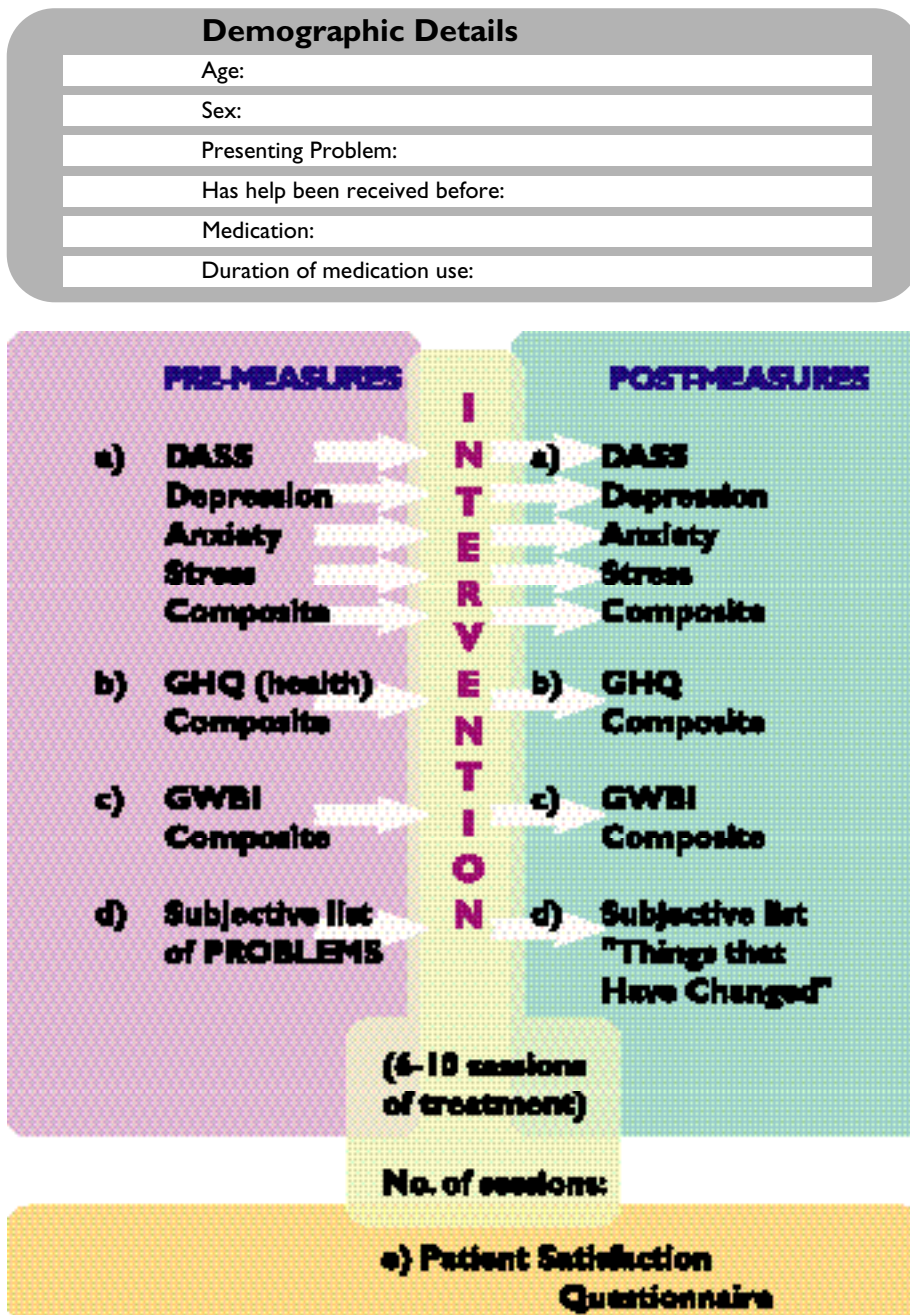 Demographic Details
Age:
Sex:
Presenting Problem:
Has help been received before:
Medication:
Duration of medication use:
PRE-MEASURES
a) DASS
Depression
Anxiety
Stress
Composite
b) GHQ (health)
Composite
c) GWBI
Composite
d) Subjective list
of PROBLEMS
INTERVENTION
POST-MEASURES
a) DASS
Depression
Anxiety
Stress
Composite
b) GHQ
Composite
c) GWBI
Composite
d) Subjective list
"Things that
Have Changed"
(6-10 sessions
of treatment)
No. of sessions:
e) Patient Satisfaction
Questionnaire